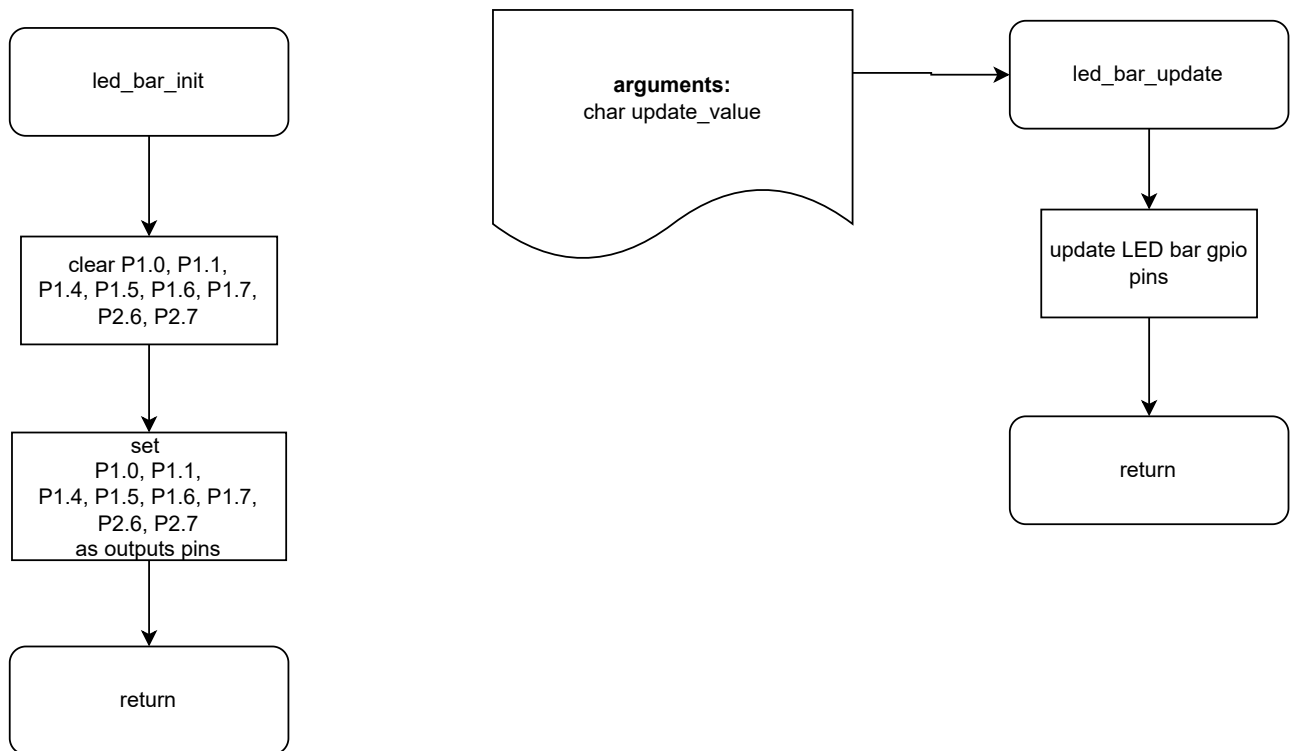 led_bar_init
clear P1.0, P1.1,
P1.4, P1.5, P1.6, P1.7,
P2.6, P2.7
set
P1.0, P1.1,
P1.4, P1.5, P1.6, P1.7,
P2.6, P2.7
as outputs pins
return
arguments:
char update_value
led_bar_update
update LED bar gpio
pins
return